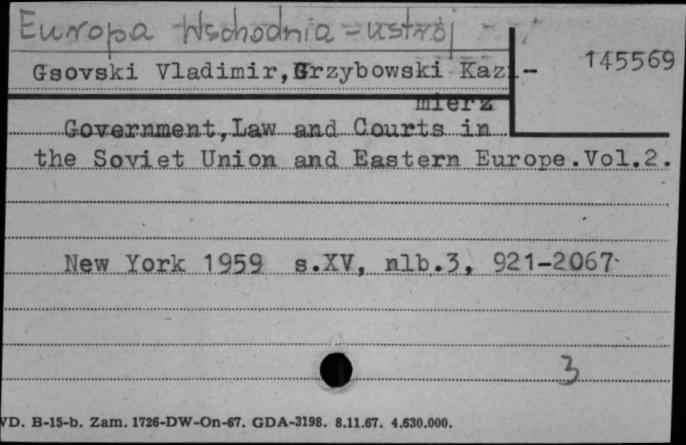 Europa Wschodnia - ustrój
145569
Gsovski Vladimir,Grzybowski Kazi-
mierz
Government,Law and Courts in
the Soviet Union and Eastern Europe.Vol.2.
New York 1959 s.XV, nlb.3, 921-2067
3
VD. B-15-b. Zam. 1726-DW-On-67. GDA-3198. 8.11.67. 4.630.000.